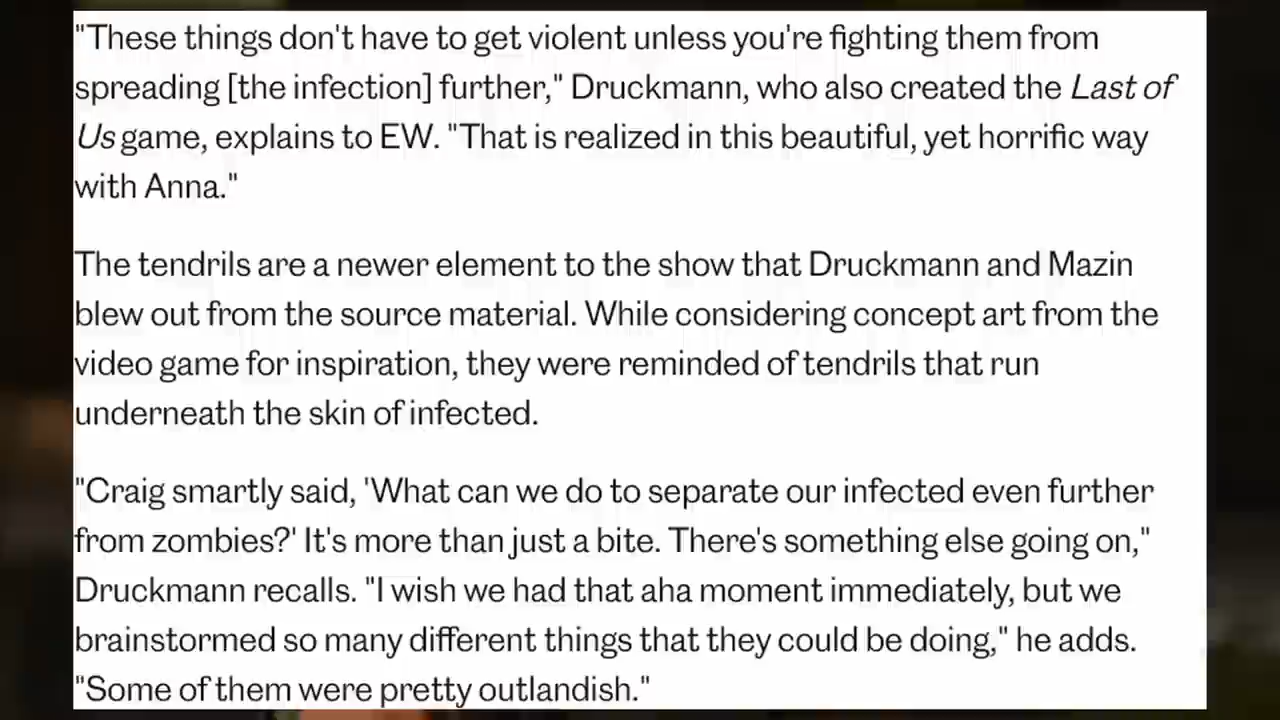 "These things don't have to get violent unless you're fighting them from
spreading [the infection] further," Druckmann, who also created the Last of
Us game, explains to EW. "That is realized in this beautiful, yet horrific way
with Anna."
The tendrils are a newer element to the show that Druckmann and Mazin
blew out from the source material. While considering concept art from the
video game for inspiration, they were reminded of tendrils that run
underneath the skin of infected.
"Craig smartly said, 'What can we do to separate our infected even further
from zombies?' It's more than just a bite. There's something else going on,"
Druckmann recalls. "I wish we had that aha moment immediately, but we
brainstormed so many different things that they could be doing," he adds.
"Some of them were pretty outlandish."